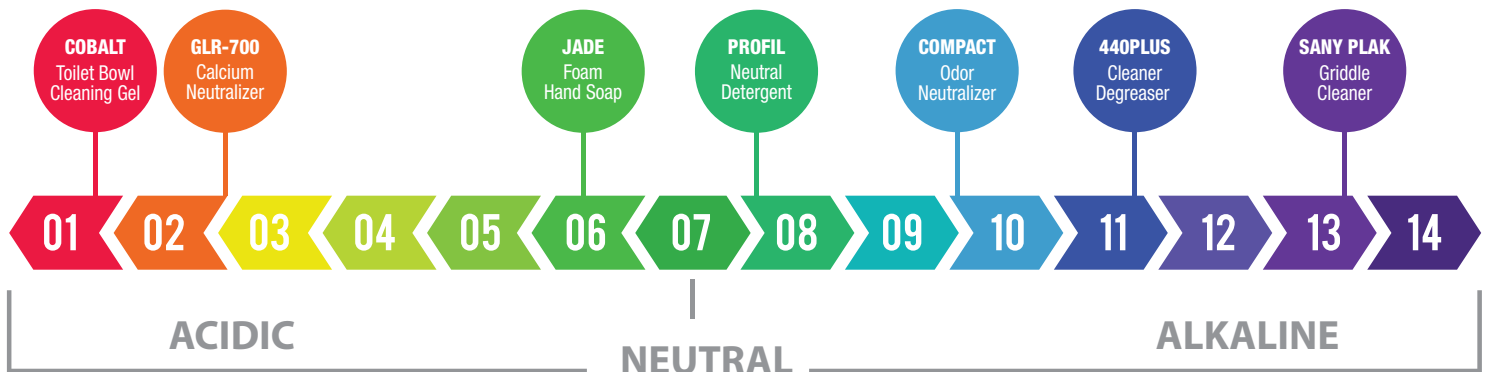 COBALT
Toilet Bowl
Cleaning Gel
GLR-700
Calcium
Neutralizer
JADE
Foam
Hand Soap
PROFIL
Neutral
Detergent
COMPACT
Odor
Neutralizer
440PLUS
Cleaner
Degreaser
SANY PLAK
Griddle
Cleaner
01 02 03 04 05 06 07 08 09 10 11 12 13 14
ACIDIC
NEUTRAL
ALKALINE